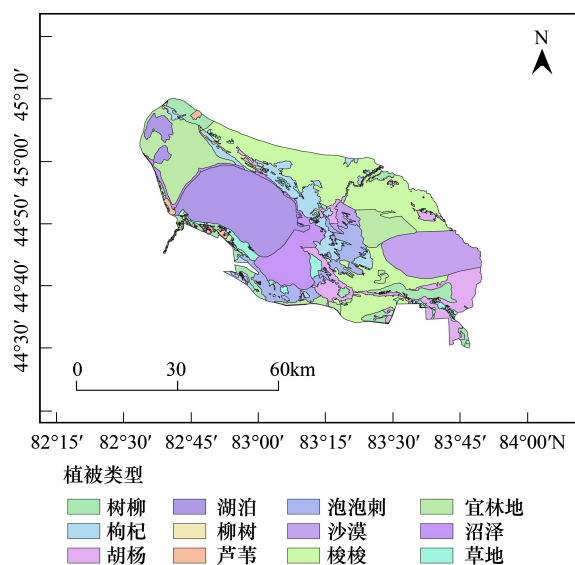 N
45°10′
45°00′
44°50′
44°40′
44°30′
0 30 60km
82°15′ 82°30′ 82°45′ 83°00′ 83°15′ 83°30′ 83°45′ 84°00′N
植被类型
树柳 湖泊 泡泡刺 宜林地
枸杞 柳树 沙漠 沼泽
胡杨 芦苇 梭梭 草地